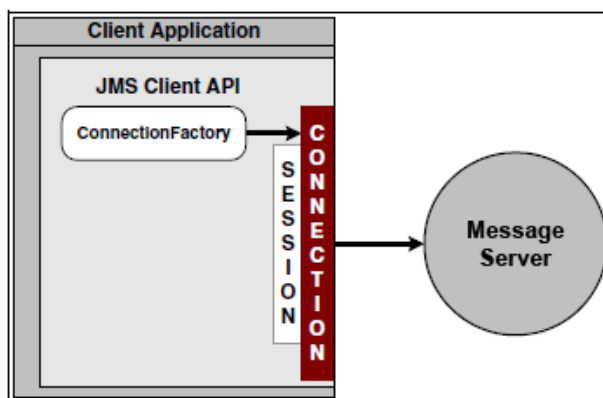 Client Application
JMS Client API
ConnectionFactory
SESSION
CONNECTION
Message
Server